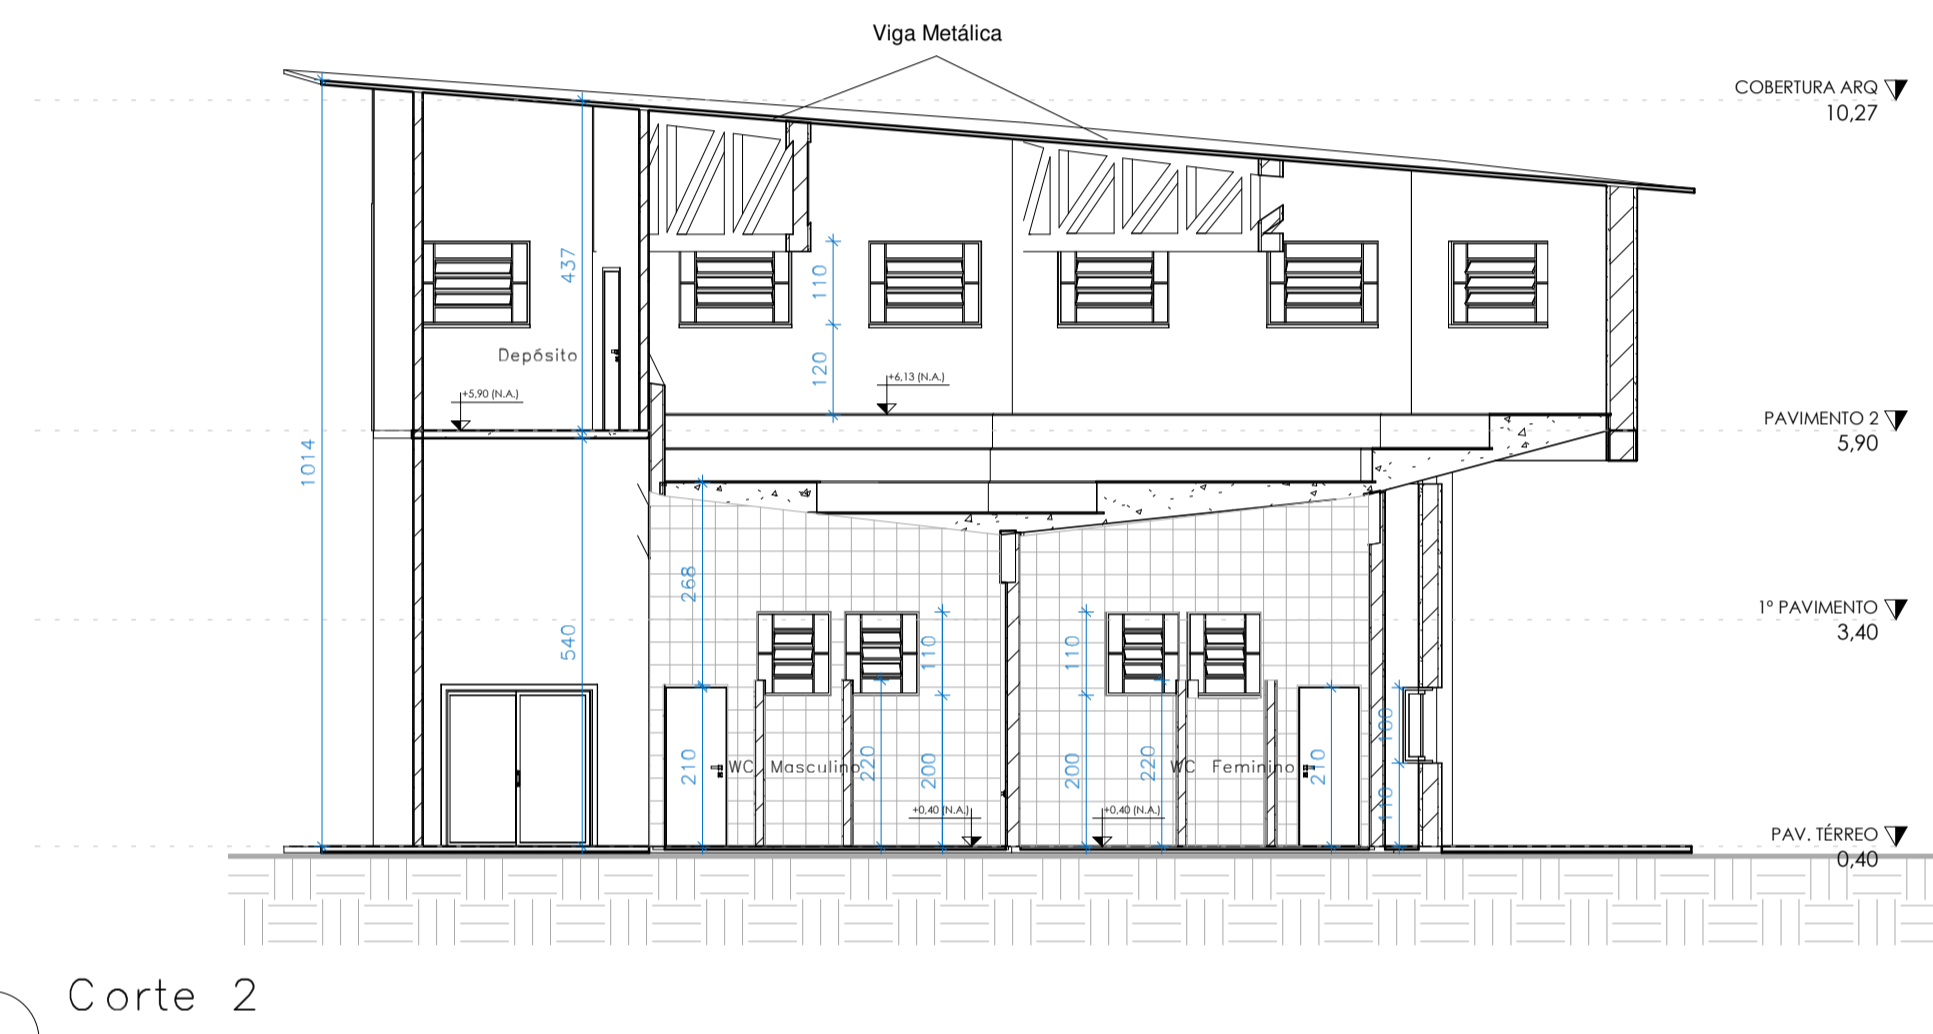 Viga Metálica
COBERTURA ARQ
10,27
437
110
Depósito
120
+6,13 (N.A.)
+5,90 (N.A.)
PAVIMENTO 2
5,90
1014
268
1º PAVIMENTO
3,40
540
110
110
100
210
WC Masculino
220
200
200
220
WC Feminino
210
110
+0,40 (N.A.)
+0,40 (N.A.)
PAV. TÉRREO
0,40
Corte 2